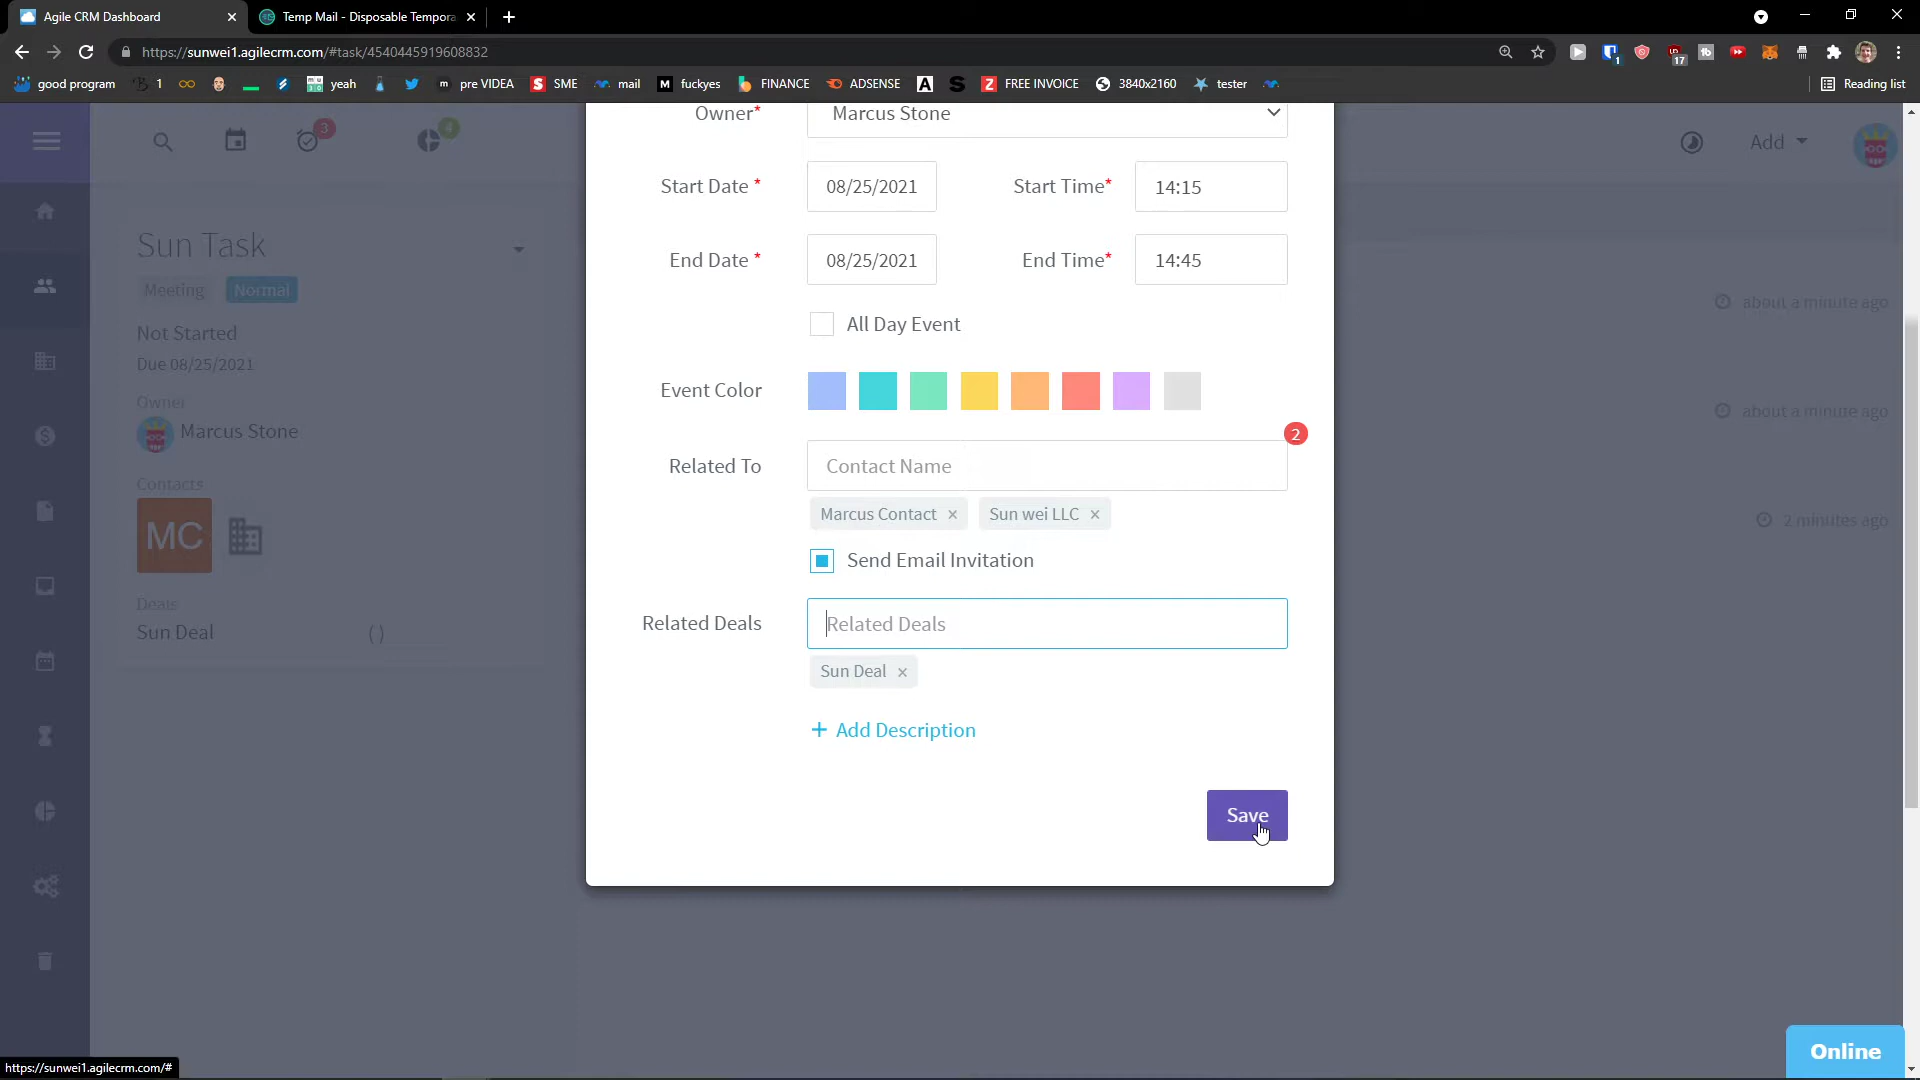 Agile CRM Dashboard
Temp Mail - Disposable Tempora
https://sunwei1.agilecrm.com/#task/4540445919608832
1
17
good program
1
yeah
pre VIDEA
SME
mail
fuckyes
FINANCE
ADSENSE
FREE INVOICE
3840x2160
tester
Reading list
3
4
Add
Owner*
Marcus Stone
Start Date *
08/25/2021
Start Time*
14:15
End Date *
08/25/2021
End Time*
14:45
All Day Event
Event Color
2
Related To
Contact Name
Marcus Contact ×
Sun wei LLC ×
Send Email Invitation
Related Deals
Related Deals
Sun Deal ×
+ Add Description
Save
Sun Task
Meeting
Normal
Not Started
Due 08/25/2021
Owner
Marcus Stone
Contacts
MC
Deals
Sun Deal
()
about a minute ago
about a minute ago
2 minutes ago
Online
https://sunwei1.agilecrm.com/#